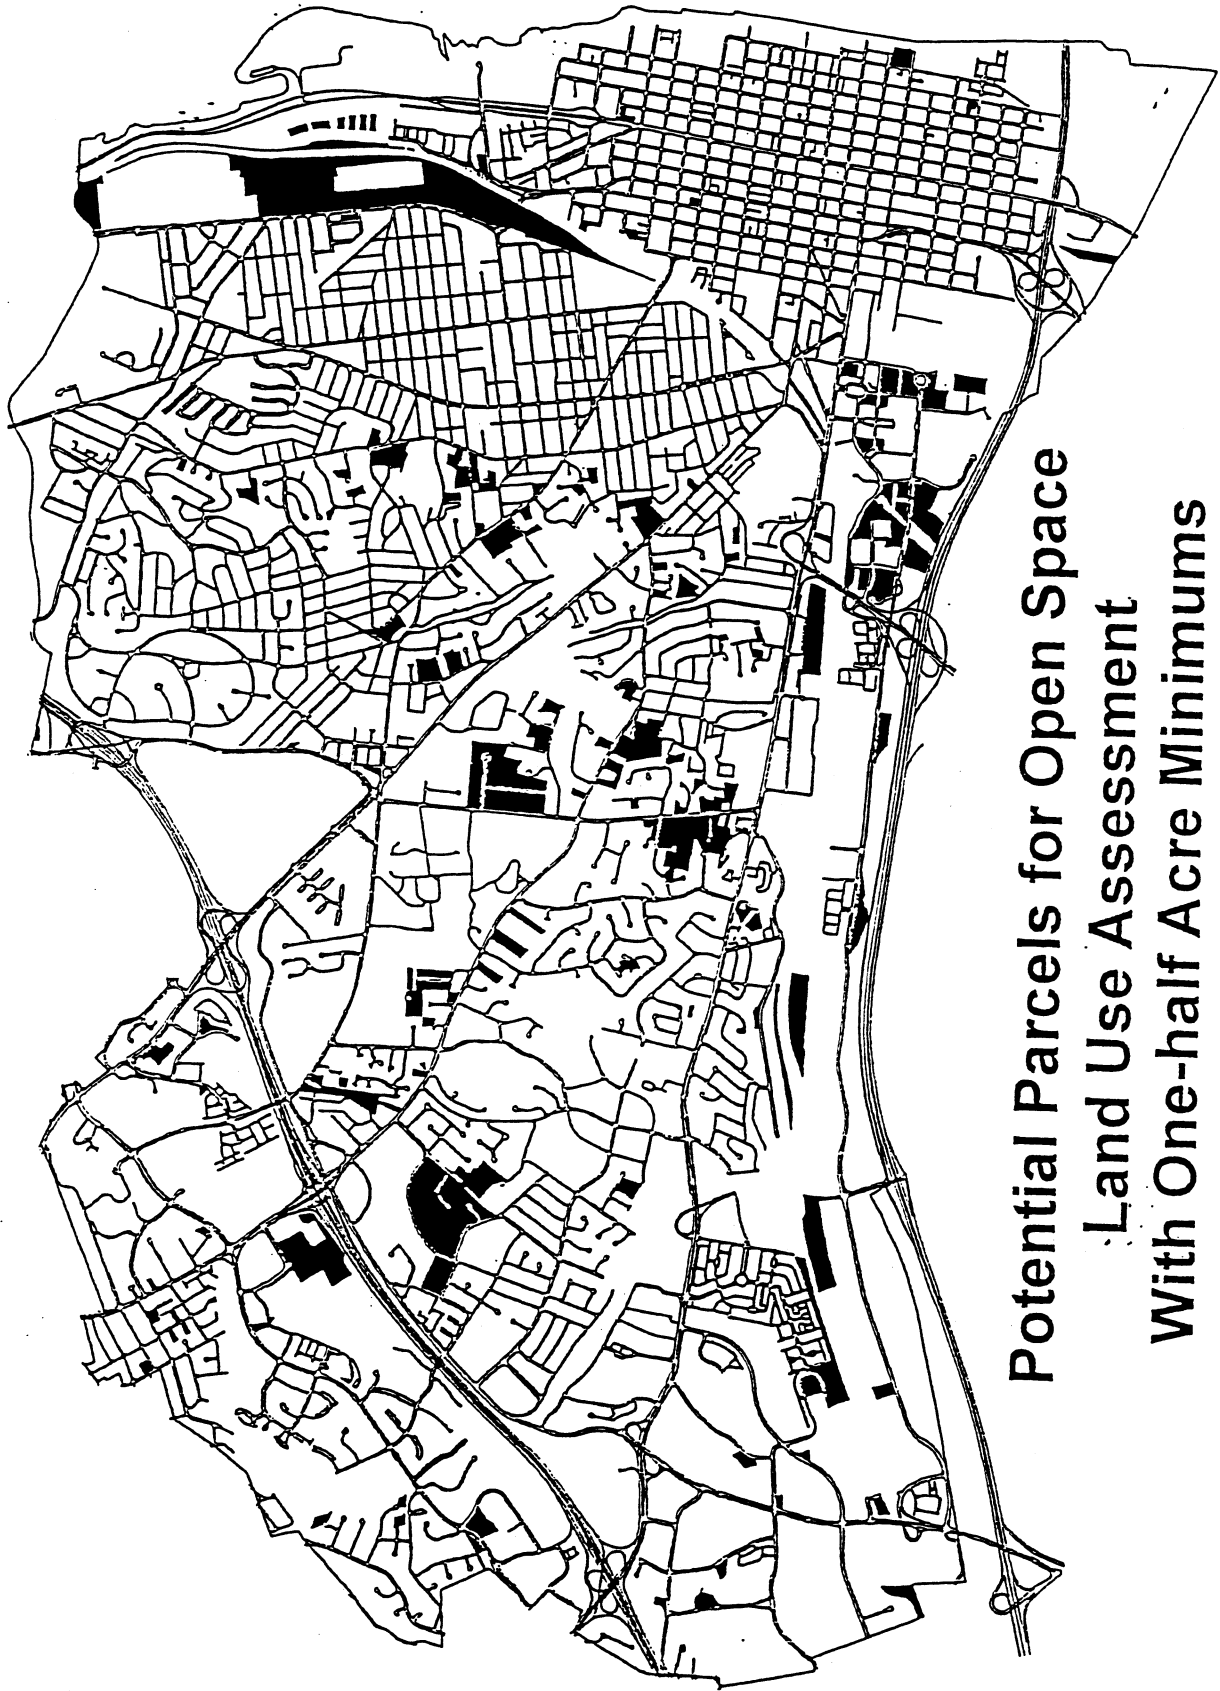 Potential Parcels for Open Space
Land Use Assessment
With One-half Acre Minimums